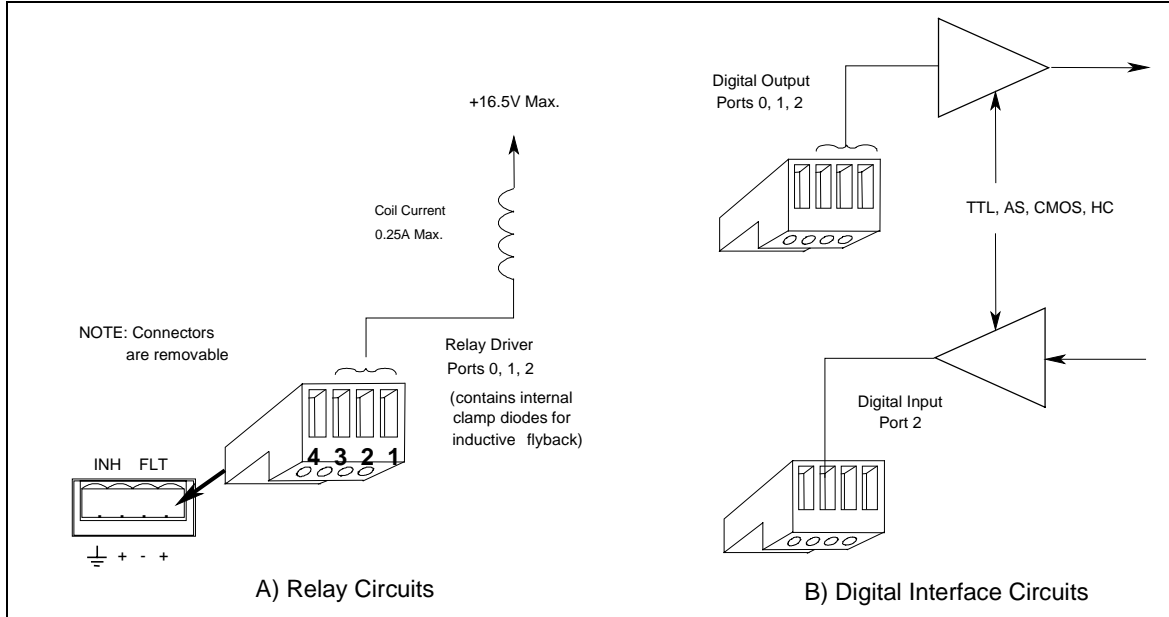 +16.5V Max.
Coil Current
0.25A Max.
NOTE: Connectors
are removable
Relay Driver
Ports 0, 1, 2
(contains internal
clamp diodes for
inductive flyback)
4 3 2 1
INH FLT
+ - +
A) Relay Circuits
Digital Output
Ports 0, 1, 2
TTL, AS, CMOS, HC
Digital Input
Port 2
B) Digital Interface Circuits